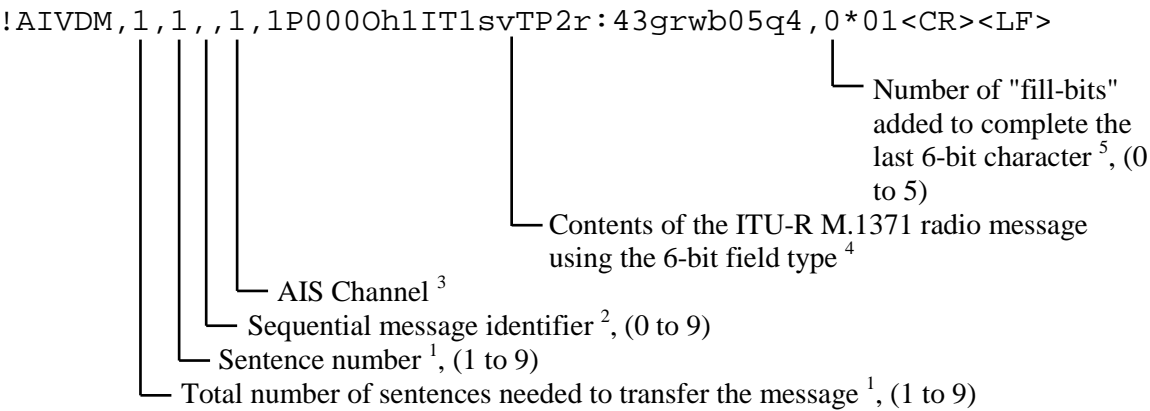 !AIVDM,1,1,,1,1P000Oh1IT1svTP2r:43grwb05q4,0*01<CR><LF>
Number of "fill-bits"
added to complete the
last 6-bit character 5, (0
to 5)
Contents of the ITU-R M.1371 radio message
using the 6-bit field type 4
AIS Channel 3
Sequential message identifier 2, (0 to 9)
Sentence number 1, (1 to 9)
Total number of sentences needed to transfer the message 1, (1 to 9)